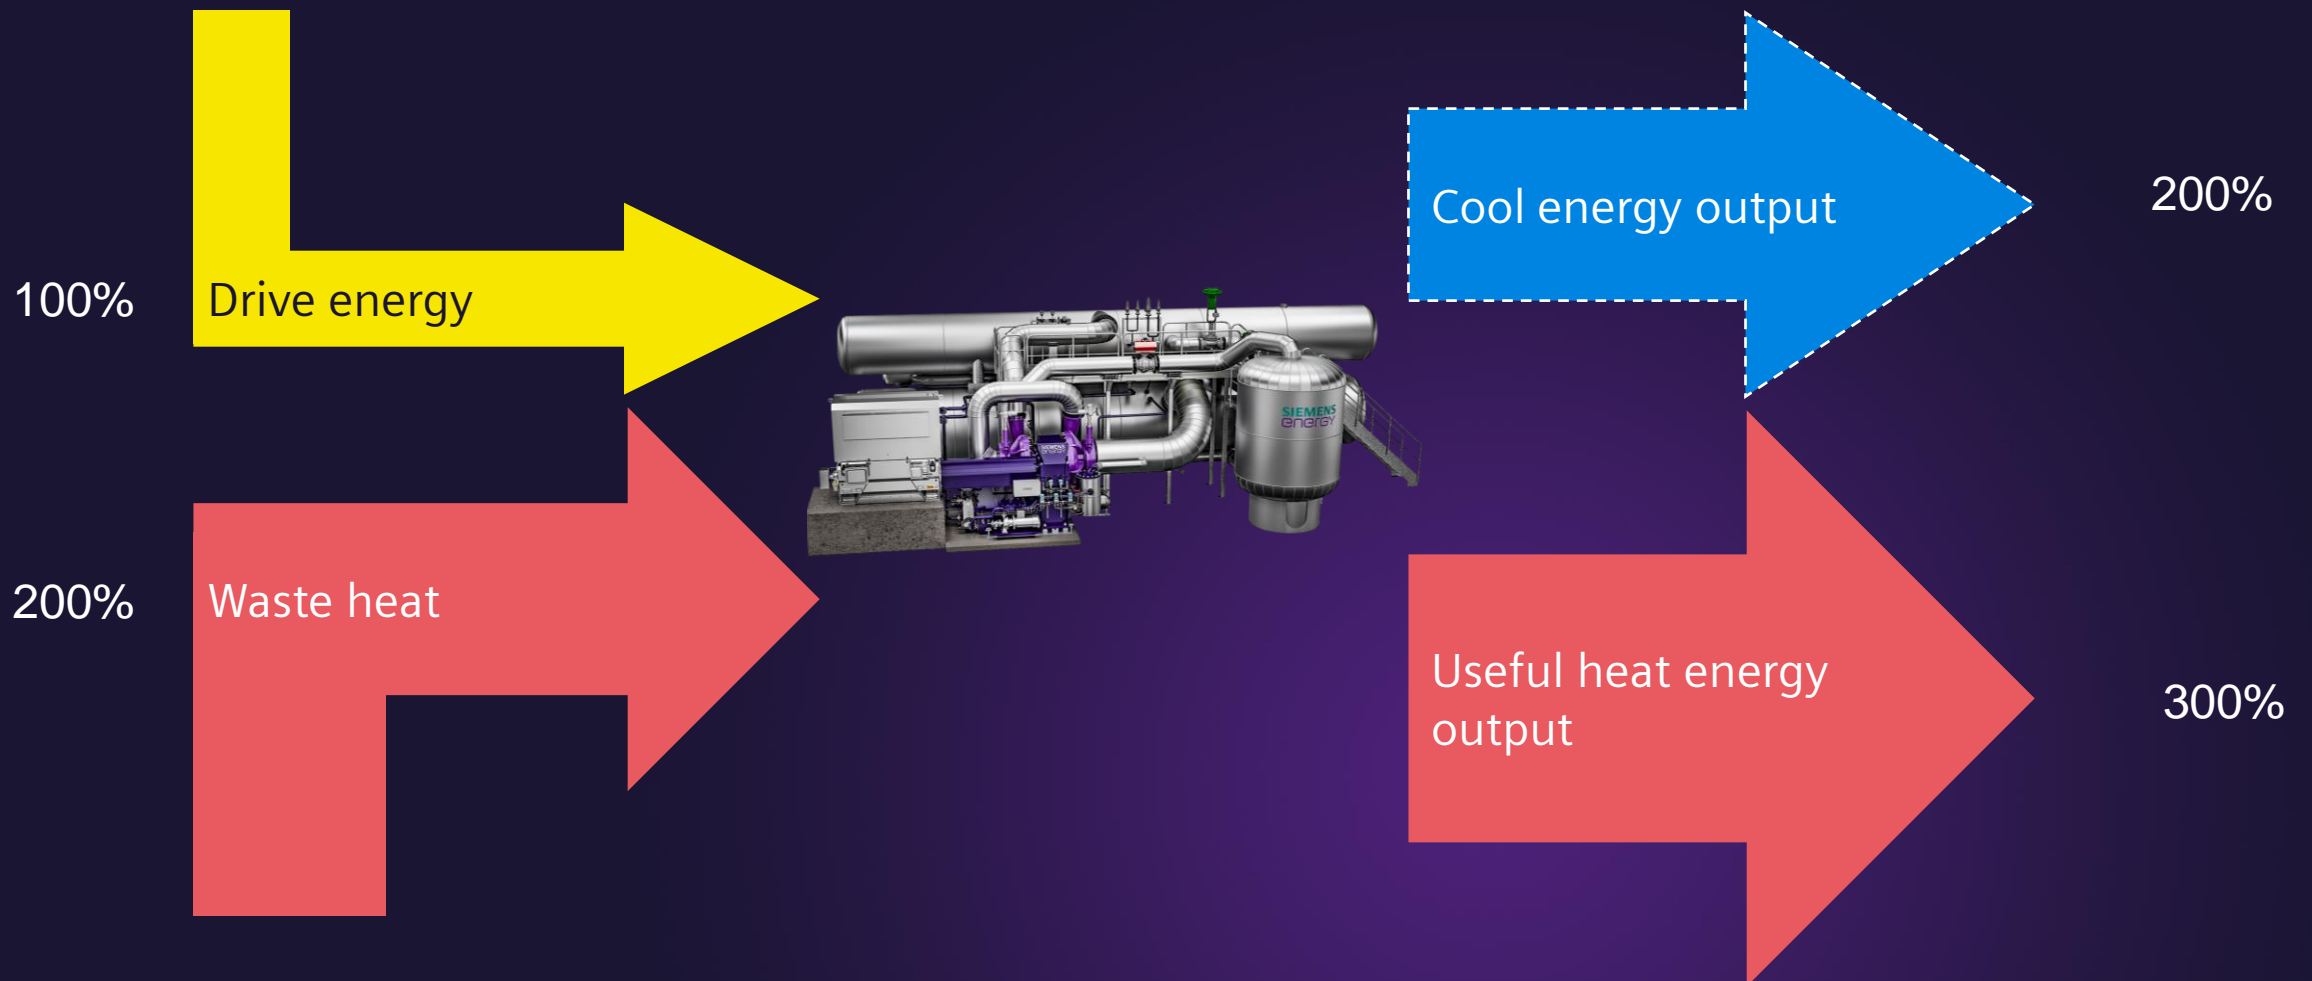 Cool energy output
200%
100%
Drive energy
SIEMENS
energy
200%
Waste heat
Useful heat energy
output
300%